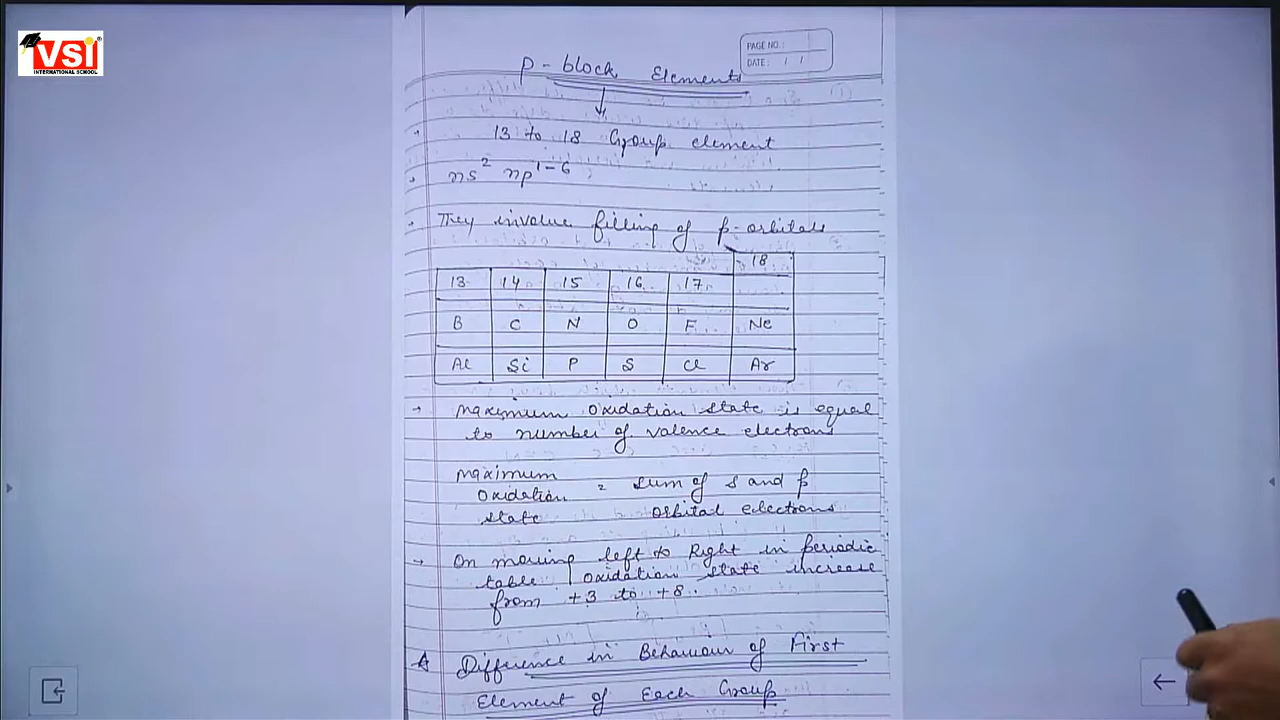 VSI
INTERNATIONAL SCHOOL
PAGE NO.:
DATE: / /
P-block Elements
→ 13 to 18 Group element
→ ns² np¹⁻⁶
→ They involve filling of p-orbitals
13 14 15 16 17 18
B C N O F Ne
Al Si P S Cl Ar
→ Maximum Oxidation state is equal
to number of valence electrons
Maximum
Oxidation = sum of s and p
state orbital electrons
→ On moving left to Right in periodic
table, oxidation state increase
from +3 to +8.
Difference in Behaviour of First
Element of Each Group